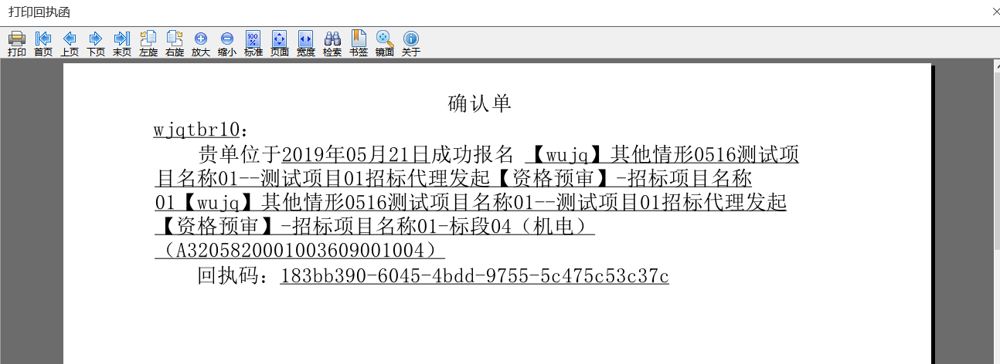 打印回执函
打印 首页 上页 下页 末页 左旋 右旋 放大 缩小 标准 页面 宽度 检索 书签 镜面 关于
确认单
wjqtbr10：
贵单位于2019年05月21日成功报名 【wujq】其他情形0516测试项
目名称01--测试项目01招标代理发起【资格预审】-招标项目名称
01【wujq】其他情形0516测试项目名称01--测试项目01招标代理发起
【资格预审】-招标项目名称01-标段04（机电）
（A3205820001003609001004）
回执码：183bb390-6045-4bdd-9755-5c475c53c37c